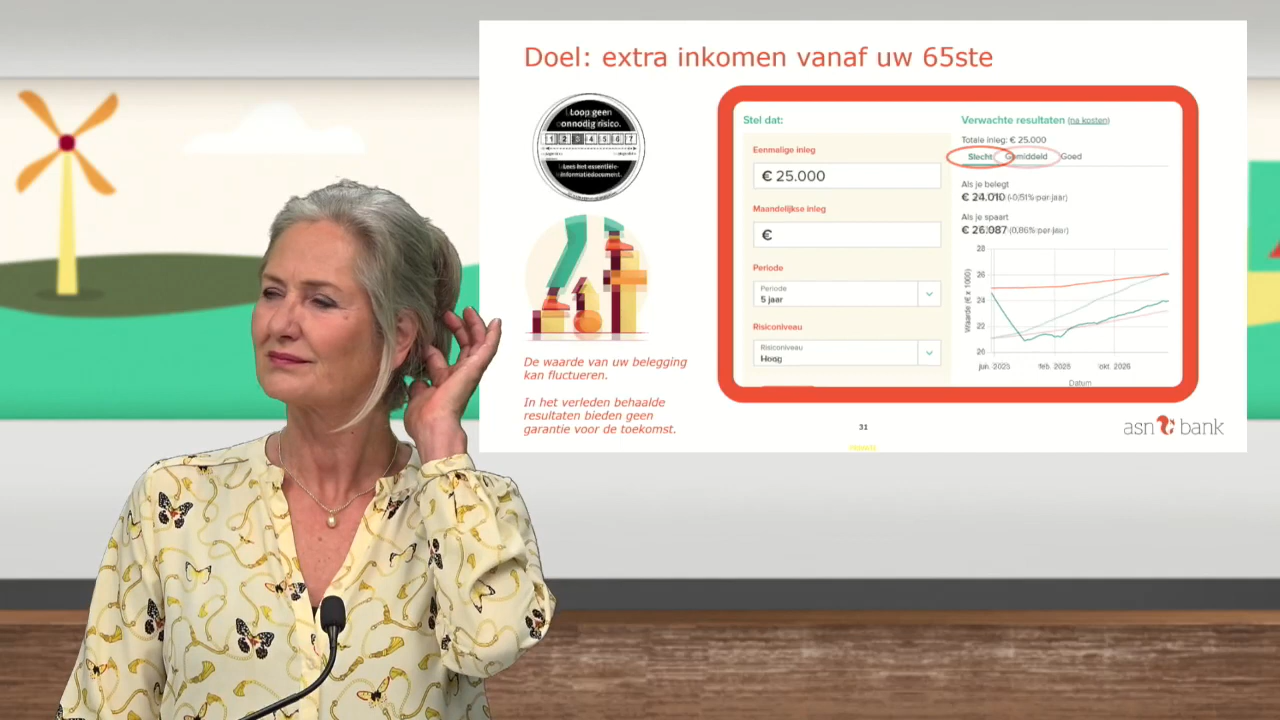 Doel: extra inkomen vanaf uw 65ste
Loop geen
onnodig risico.
1 2 3 4 5 6 7
Lees het essentiële-
informatiedocument.
De waarde van uw belegging
kan fluctueren.
In het verleden behaalde
resultaten bieden geen
garantie voor de toekomst.
Stel dat:
Eenmalige inleg
€ 25.000
Maandelijkse inleg
€
Periode
Periode
5 jaar
Risiconiveau
Risiconiveau
Hoog
Verwachte resultaten (na kosten)
Totale inleg: € 25.000
Slecht Gemiddeld Goed
Als je belegt
€ 24.010 (-0,51% per jaar)
Als je spaart
€ 26.087 (0,86% per jaar)
Waarde (€ x 1000)
28
26
24
22
20
jun. 2025 feb. 2026 okt. 2026
Datum
31
asn bank